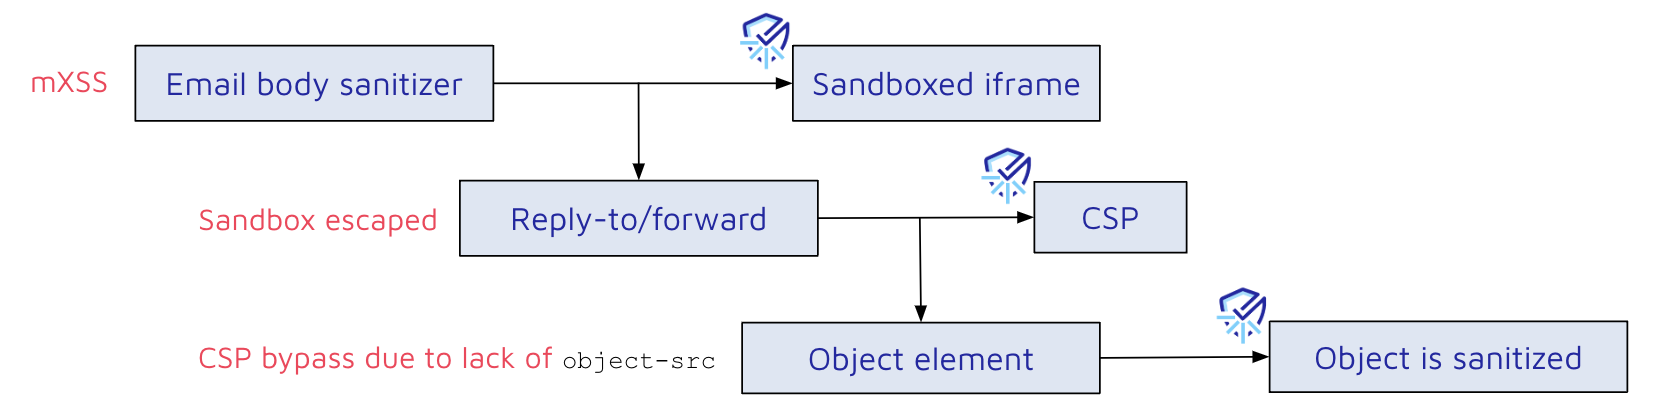 mXSS Email body sanitizer Sandboxed iframe
Sandbox escaped Reply-to/forward CSP
CSP bypass due to lack of object-src Object element Object is sanitized